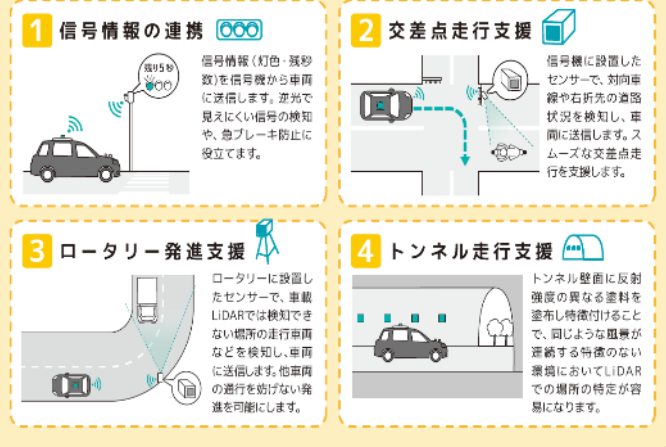 1 信号情報の連携
残り5秒
信号情報（灯色・残秒
数）を信号機から車両
に送信します。逆光で
見えにくい信号の検知
や、急ブレーキ防止に
役立てます。
2 交差点走行支援
信号機に設置した
センサーで、対向車
線や右折先の道路
状況を検知し、車
両に送信します。ス
ムーズな交差点走
行を支援します。
3 ロータリー発進支援
ロータリーに設置し
たセンサーで、車載
LiDARでは検知でき
ない場所の走行車両
などを検知し、車両
に送信します。他車両
の通行を妨げない発
進を可能にします。
4 トンネル走行支援
トンネル壁面に反射
強度の異なる塗料を
塗布し特徴付けること
で、同じような風景が
連続する特徴のない
環境においてLiDAR
での場所の特定が容
易になります。